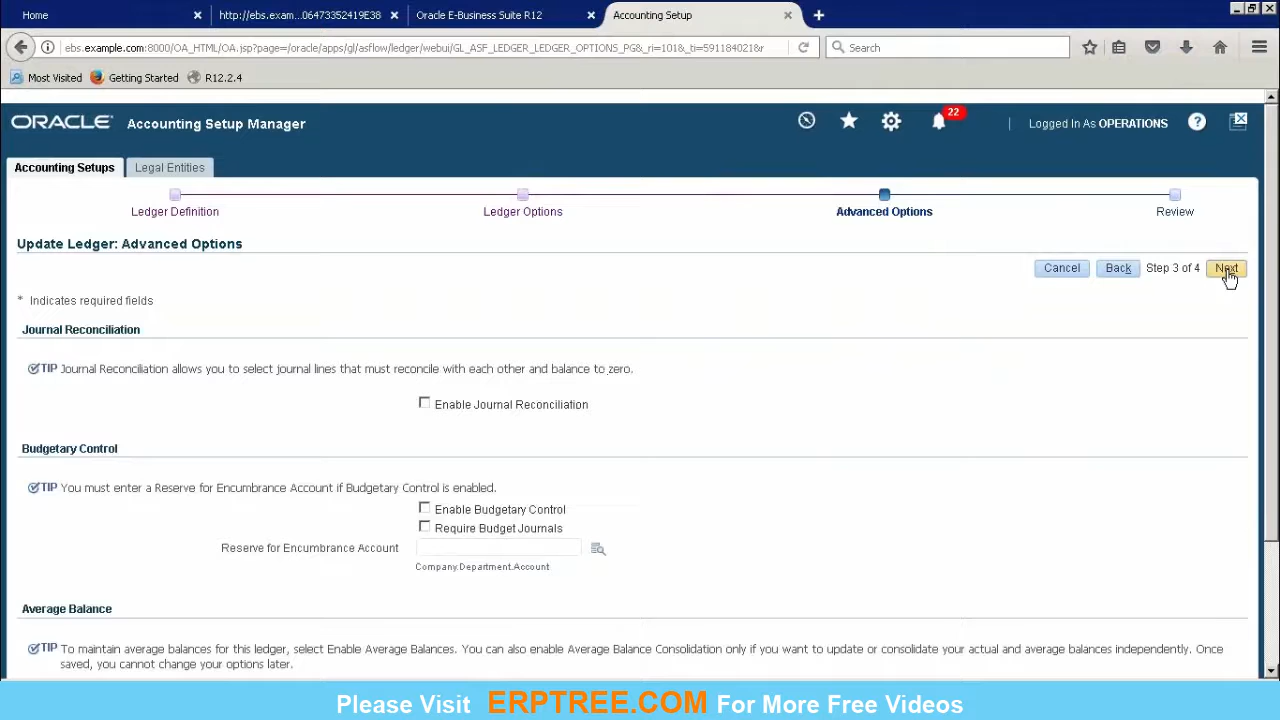 Home
http://ebs.exam...06473352419E38
Oracle E-Business Suite R12
Accounting Setup
ebs.example.com:8000/OA_HTML/OA.jsp?page=/oracle/apps/gl/asflow/ledger/webui/GL_ASF_LEDGER_LEDGER_OPTIONS_PG&_ri=101&_ti=591184021&r
Search
Most Visited
Getting Started
R12.2.4
ORACLE
Accounting Setup Manager
22
Logged In As OPERATIONS
Accounting Setups
Legal Entities
Ledger Definition
Ledger Options
Advanced Options
Review
Update Ledger: Advanced Options
Cancel
Back
Step 3 of 4
Next
* Indicates required fields
Journal Reconciliation
TIP Journal Reconciliation allows you to select journal lines that must reconcile with each other and balance to zero.
Enable Journal Reconciliation
Budgetary Control
TIP You must enter a Reserve for Encumbrance Account if Budgetary Control is enabled.
Enable Budgetary Control
Require Budget Journals
Reserve for Encumbrance Account
Company.Department.Account
Average Balance
TIP To maintain average balances for this ledger, select Enable Average Balances. You can also enable Average Balance Consolidation only if you want to update or consolidate your actual and average balances independently. Once
saved, you cannot change your options later.
Please Visit ERPTREE.COM For More Free Videos